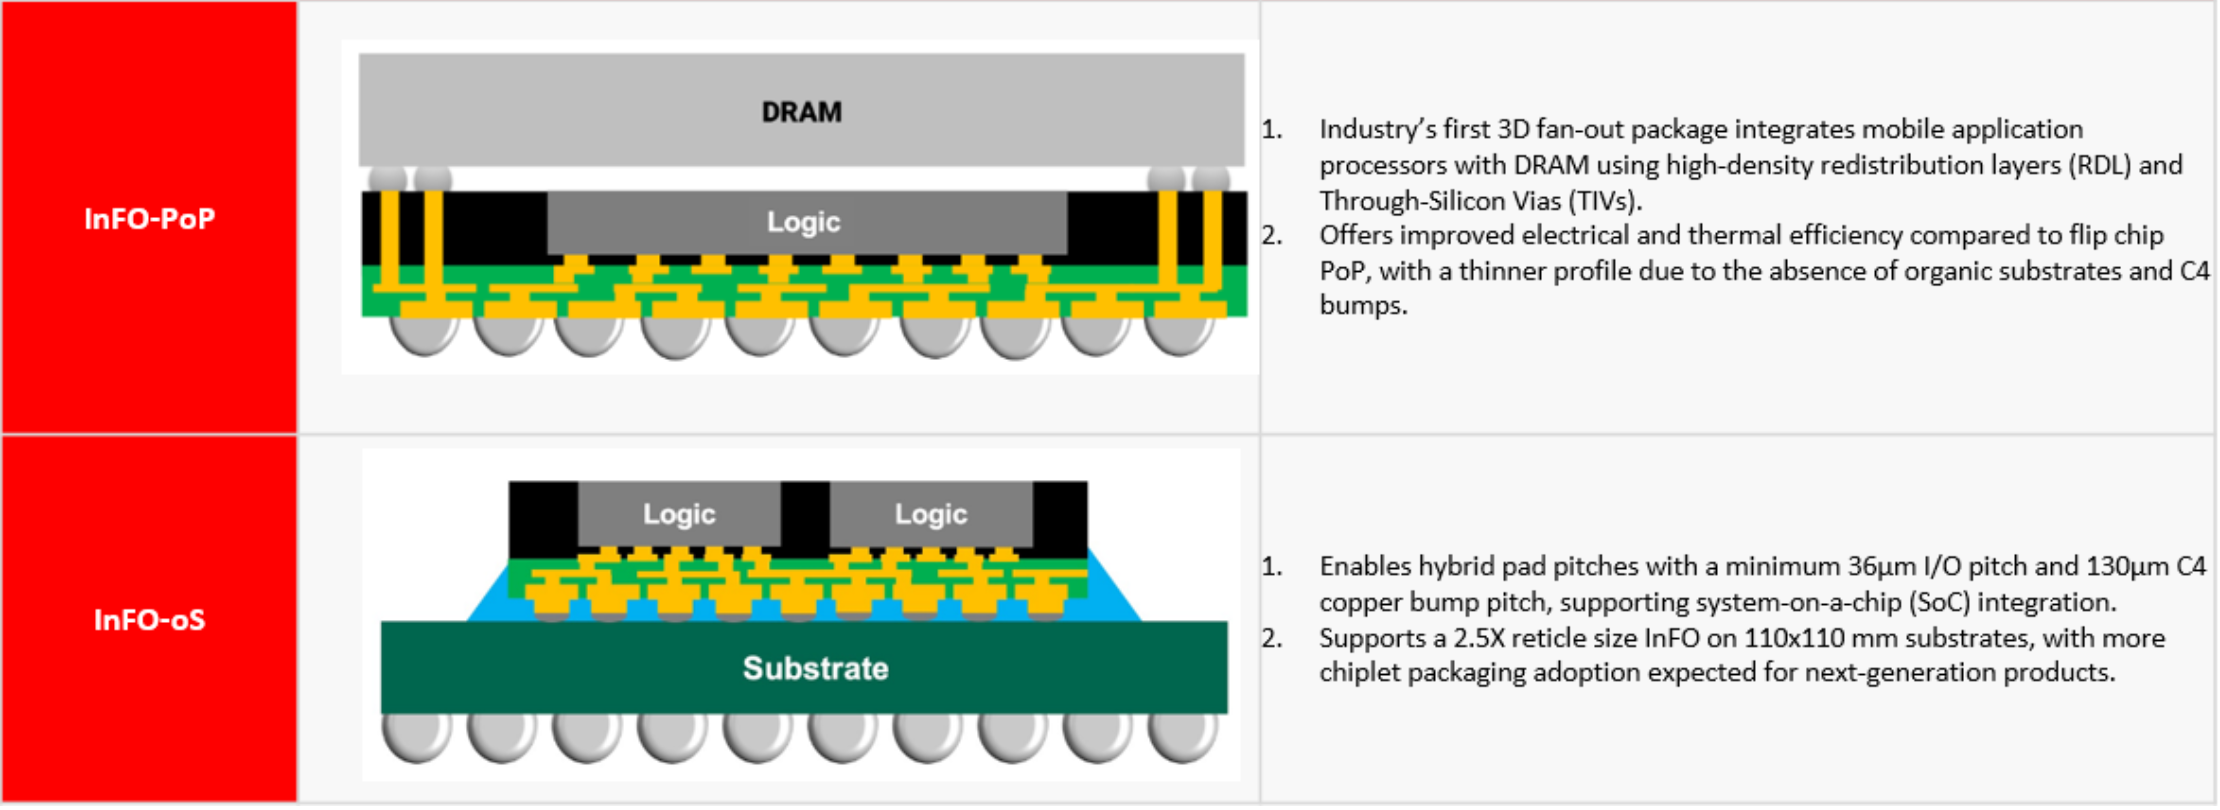 InFO-PoP
DRAM
Logic
1. Industry’s first 3D fan-out package integrates mobile application
processors with DRAM using high-density redistribution layers (RDL) and
Through-Silicon Vias (TIVs).
2. Offers improved electrical and thermal efficiency compared to flip chip
PoP, with a thinner profile due to the absence of organic substrates and C4
bumps.
InFO-oS
Logic
Logic
Substrate
1. Enables hybrid pad pitches with a minimum 36µm I/O pitch and 130µm C4
copper bump pitch, supporting system-on-a-chip (SoC) integration.
2. Supports a 2.5X reticle size InFO on 110x110 mm substrates, with more
chiplet packaging adoption expected for next-generation products.